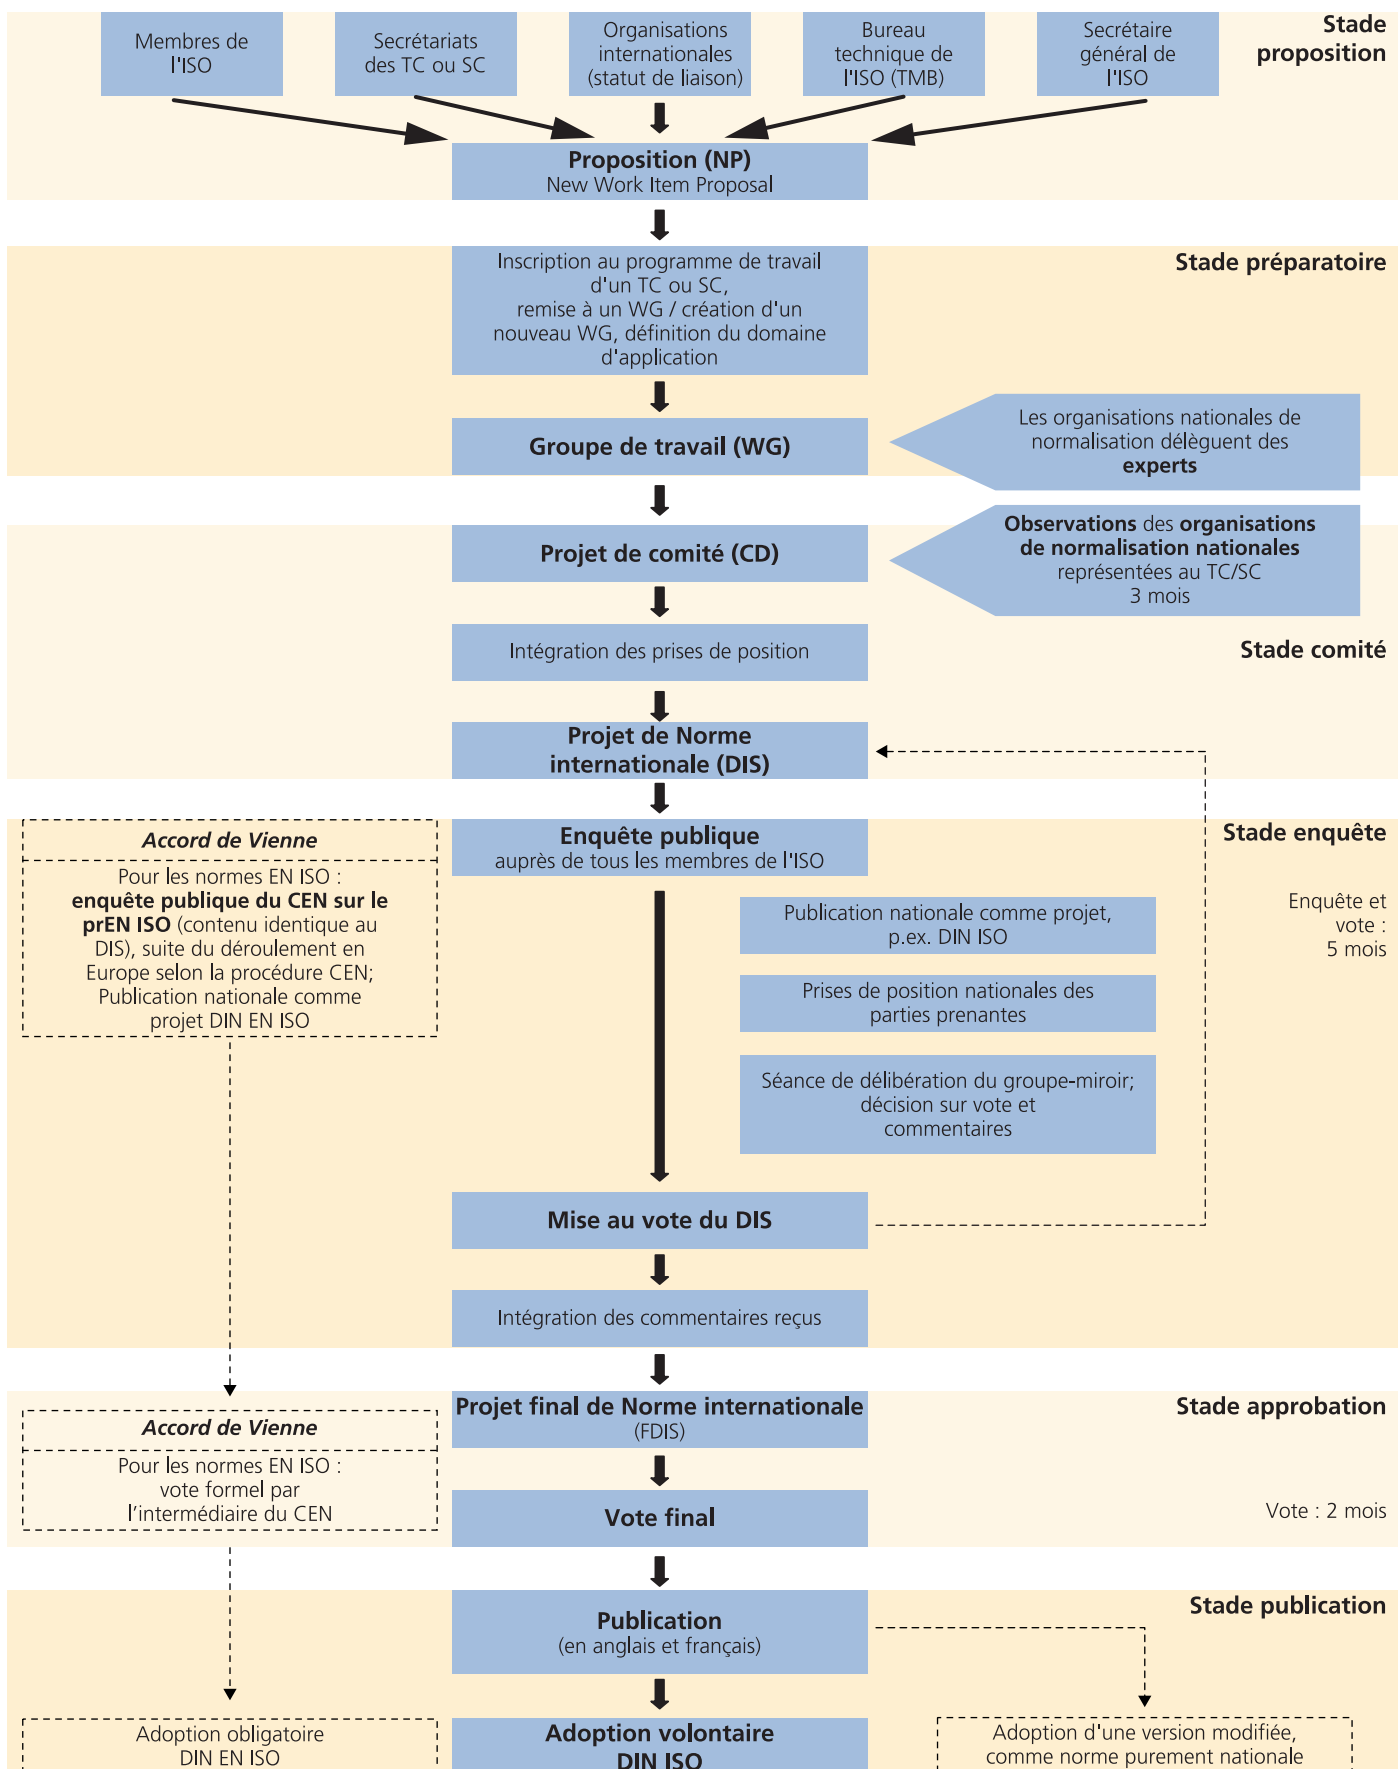 Stade
proposition
Membres de
l'ISO
Secrétariats
des TC ou SC
Organisations
internationales
(statut de liaison)
Bureau
technique de
l'ISO (TMB)
Secrétaire
général de
l'ISO
Proposition (NP)
New Work Item Proposal
Stade préparatoire
Inscription au programme de travail
d'un TC ou SC,
remise à un WG / création d'un
nouveau WG, définition du domaine
d'application
Groupe de travail (WG)
Les organisations nationales de
normalisation délèguent des
experts
Projet de comité (CD)
Observations des organisations
de normalisation nationales
représentées au TC/SC
3 mois
Intégration des prises de position
Stade comité
Projet de Norme
internationale (DIS)
Stade enquête
Accord de Vienne
Pour les normes EN ISO :
enquête publique du CEN sur le
prEN ISO (contenu identique au
DIS), suite du déroulement en
Europe selon la procédure CEN;
Publication nationale comme
projet DIN EN ISO
Enquête publique
auprès de tous les membres de l'ISO
Enquête et
vote :
5 mois
Publication nationale comme projet,
p.ex. DIN ISO
Prises de position nationales des
parties prenantes
Séance de délibération du groupe-miroir;
décision sur vote et
commentaires
Mise au vote du DIS
Intégration des commentaires reçus
Stade approbation
Accord de Vienne
Pour les normes EN ISO :
vote formel par
l’intermédiaire du CEN
Projet final de Norme internationale
(FDIS)
Vote final
Vote : 2 mois
Stade publication
Publication
(en anglais et français)
Adoption obligatoire
DIN EN ISO
Adoption volontaire
DIN ISO
Adoption d'une version modifiée,
comme norme purement nationale